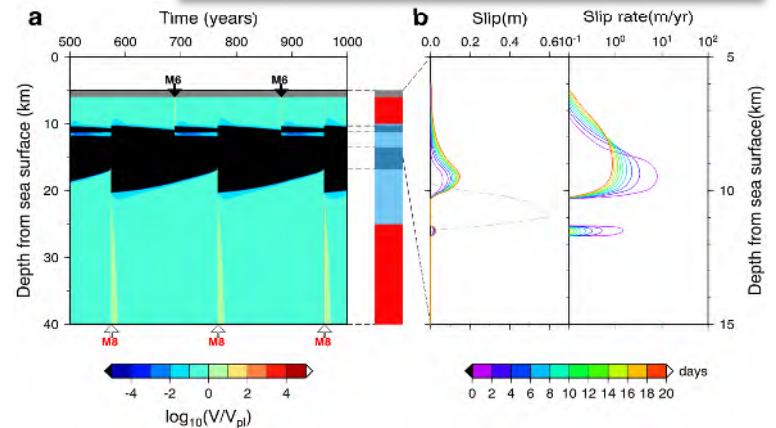 a
Time (years)
500 600 700 800 900 1000
M6 M6
Depth from sea surface (km)
0
10
20
30
40
M8 M8 M8
-4 -2 0 2 4
log10(V/Vpl)
b
Slip(m) Slip rate(m/yr)
0.0 0.2 0.4 0.6 10-1 100 101 102
5
10
15
Depth from sea surface(km)
0 2 4 6 8 10 12 14 16 18 20 days